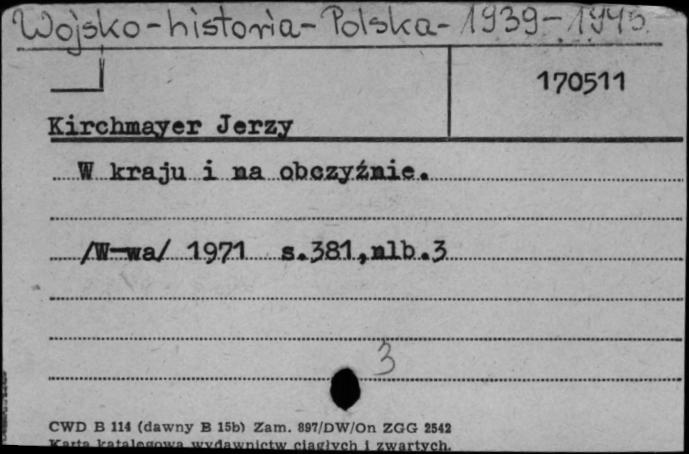 Wojsko-historia-Polska-1939-1945
170511
Kirchmayer Jerzy
W kraju i na obczyźnie.
/W-wa/ 1971 s.381,nlb.3
3
CWD B 114 (dawny B 15b) Zam. 897/DW/On ZGG 2542
Karta katalogowa wydawnictw ciągłych i zwartych.